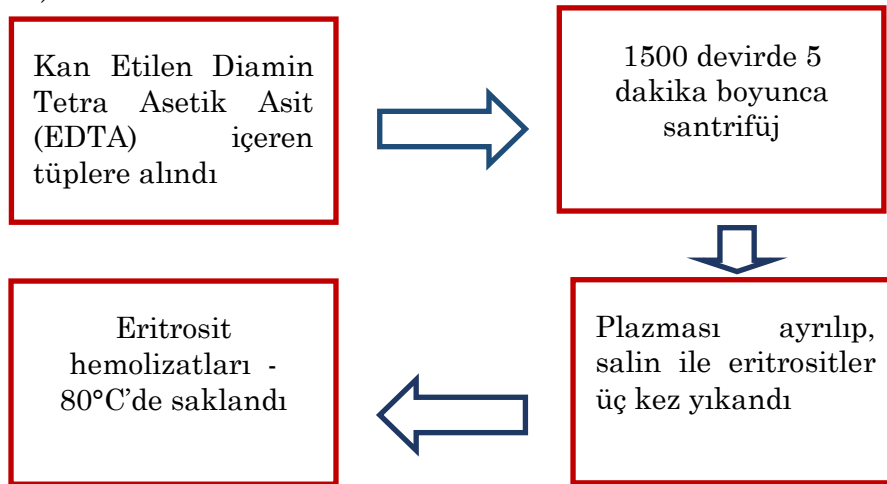 Kan Etilen Diamin
Tetra Asetik Asit
(EDTA) içeren
tüplere alındı
1500 devirde 5
dakika boyunca
santrifüj
Plazması ayrılıp,
salin ile eritrositler
üç kez yıkandı
Eritrosit
hemolizatları -
80°C’de saklandı